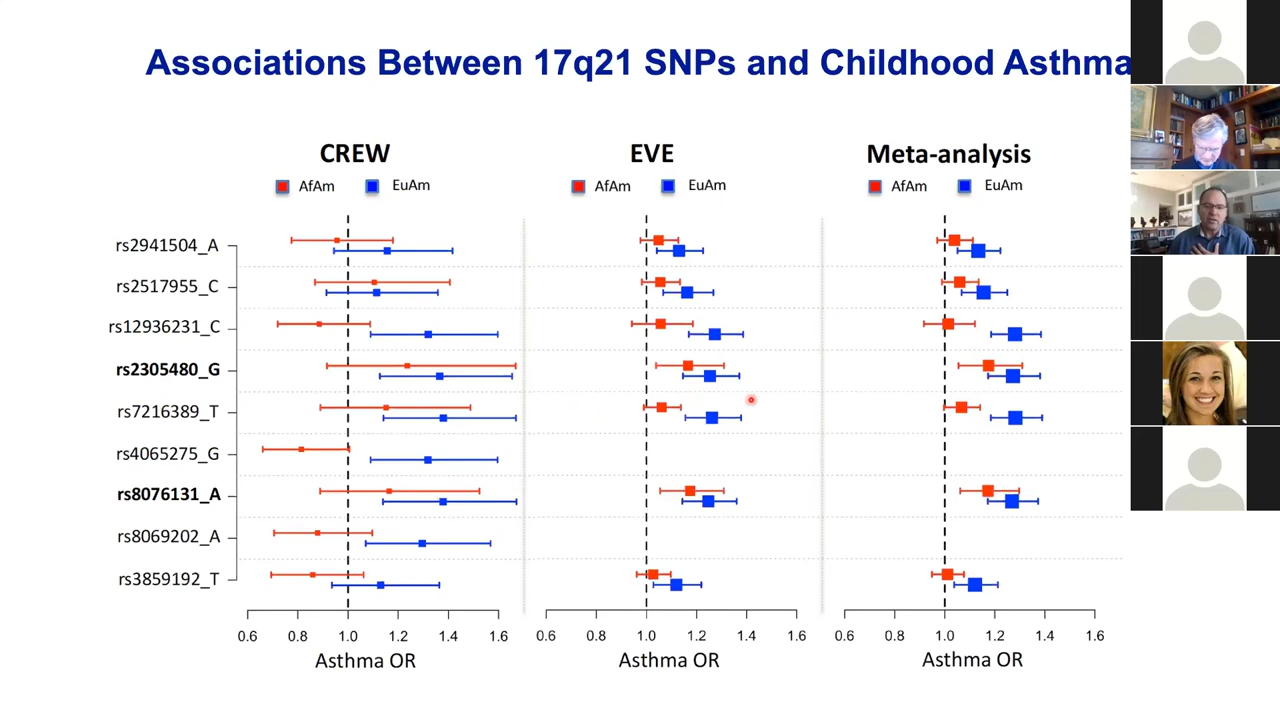 Associations Between 17q21 SNPs and Childhood Asthma
CREW
EVE
Meta-analysis
AfAm EuAm
AfAm EuAm
AfAm EuAm
rs2941504_A
rs2517955_C
rs12936231_C
rs2305480_G
rs7216389_T
rs4065275_G
rs8076131_A
rs8069202_A
rs3859192_T
0.6 0.8 1.0 1.2 1.4 1.6
0.6 0.8 1.0 1.2 1.4 1.6
0.6 0.8 1.0 1.2 1.4 1.6
Asthma OR
Asthma OR
Asthma OR